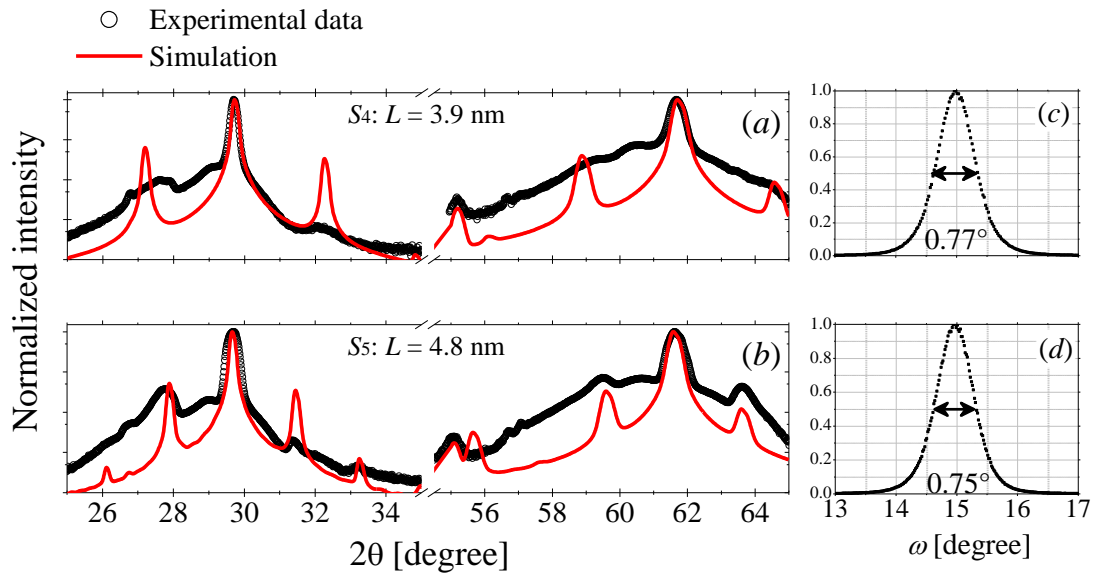 Experimental data
Simulation
Normalized intensity
S4: L = 3.9 nm
(a)
(c)
1.0
0.8
0.6
0.4
0.2
0.0
0.77°
S5: L = 4.8 nm
(b)
(d)
1.0
0.8
0.6
0.4
0.2
0.0
0.75°
26 28 30 32 34 56 58 60 62 64
13 14 15 16 17
2θ [degree]
ω [degree]